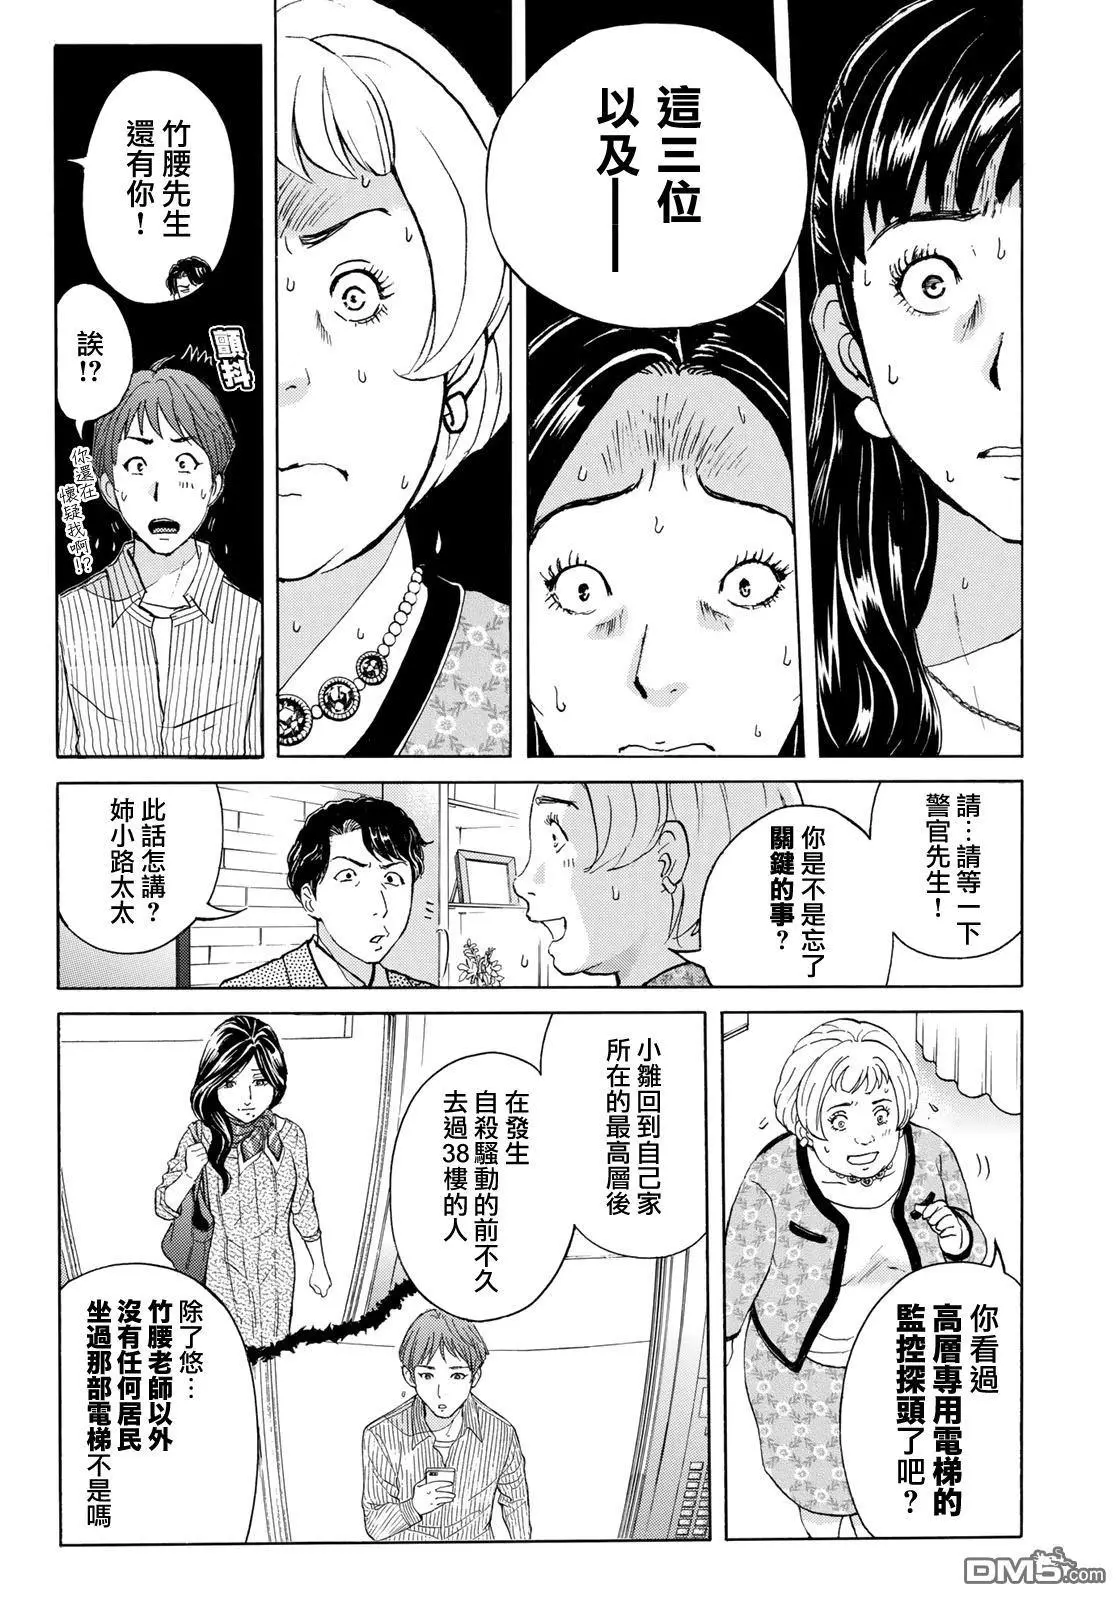 這三位
以及——
竹腰先生
還有你！
顫抖
誒!?
你還在
懷疑我啊!?
請…請等一下
警官先生！
你是不是忘了
關鍵的事？
此話怎講？
姉小路太太
你看過
高層專用電梯的
監控探頭了吧？
小雛回到自己家
所在的最高層後
在發生
自殺騷動的前不久
去過38樓的人
除了悠…
竹腰老師以外
沒有任何居民
坐過那部電梯不是嗎
DM5.com